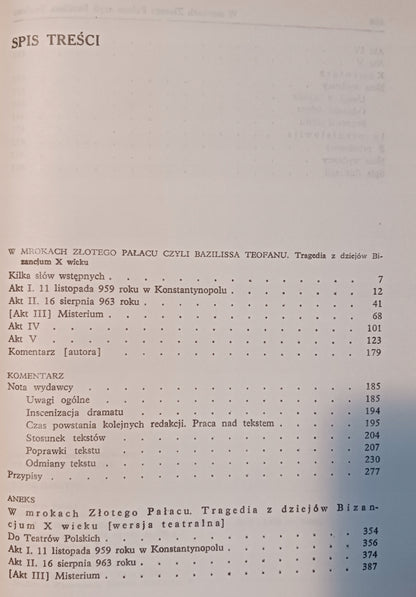 SPIS TREŚCI
W MROKACH ZŁOTEGO PAŁACU CZYLI BAZILISSA TEOFANU. Tragedia z dziejów Bi-
zancjum X wieku
Kilka słów wstępnych . . . . . . . . . . . . 7
Akt I. 11 listopada 959 roku w Konstantynopolu . . . . . . 12
Akt II. 16 sierpnia 963 roku . . . . . . . . . . 41
[Akt III] Misterium . . . . . . . . . . . . 68
Akt IV . . . . . . . . . . . . . . 101
Akt V . . . . . . . . . . . . . . 123
Komentarz [autora] . . . . . . . . . . . . 179
KOMENTARZ
Nota wydawcy . . . . . . . . . . . . . 185
Uwagi ogólne . . . . . . . . . . . . 185
Inscenizacja dramatu . . . . . . . . . . . 194
Czas powstania kolejnych redakcji. Praca nad tekstem . . . . 195
Stosunek tekstów . . . . . . . . . . . 204
Poprawki tekstu . . . . . . . . . . . 207
Odmiany tekstu . . . . . . . . . . . 230
Przypisy . . . . . . . . . . . . . . 277
ANEKS
W mrokach Złotego Pałacu. Tragedia z dziejów Bizan-
cjum X wieku [wersja teatralna]
Do Teatrów Polskich . . . . . . . . . . . 354
Akt I. 11 listopada 959 roku w Konstantynopolu . . . . . . 356
Akt II. 16 sierpnia 963 roku . . . . . . . . . . 374
[Akt III] Misterium . . . . . . . . . . . . 387